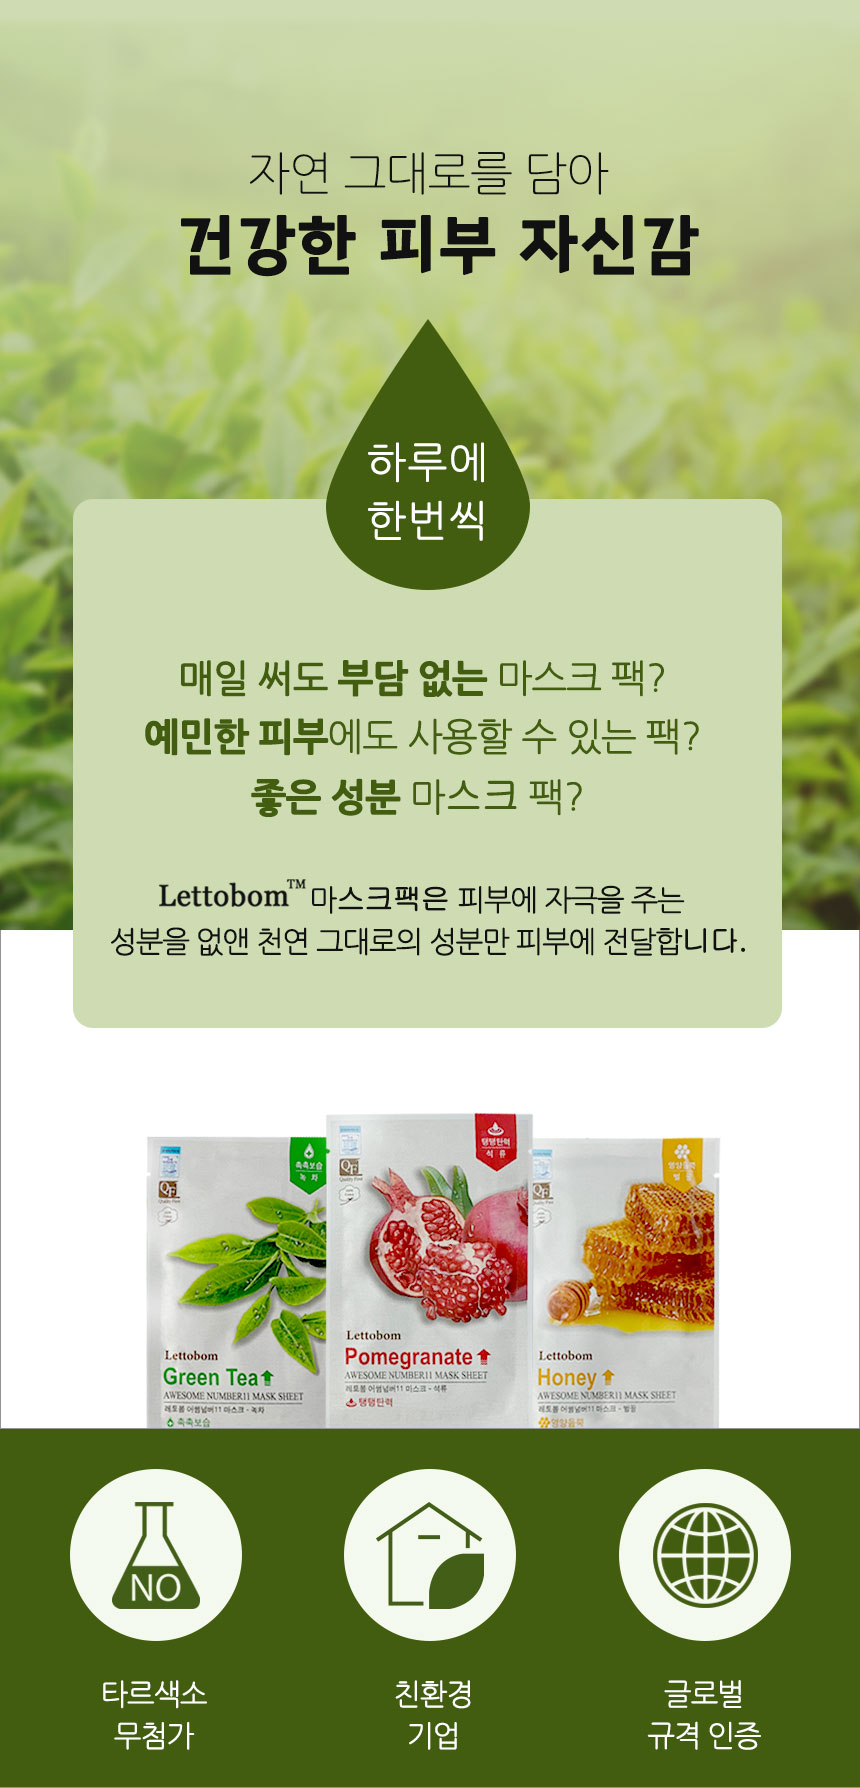 자연 그대로를 담아
건강한 피부 자신감
하루에
한번씩
매일 써도 부담 없는 마스크 팩?
예민한 피부에도 사용할 수 있는 팩?
좋은 성분 마스크 팩?
Lettobom™ 마스크팩은 피부에 자극을 주는
성분을 없앤 천연 그대로의 성분만 피부에 전달합니다.
촉촉보습
녹차
QF
Lettobom
Green Tea
AWESOME NUMBER11 MASK SHEET
레토봄 어썸넘버11 마스크 - 녹차
촉촉보습
탱탱탄력
석류
QF
Lettobom
Pomegranate
AWESOME NUMBER11 MASK SHEET
레토봄 어썸넘버11 마스크 - 석류
탱탱탄력
영양듬뿍
벌꿀
QF
Lettobom
Honey
AWESOME NUMBER11 MASK SHEET
레토봄 어썸넘버11 마스크 - 벌꿀
영양듬뿍
NO
타르색소
무첨가
친환경
기업
글로벌
규격 인증